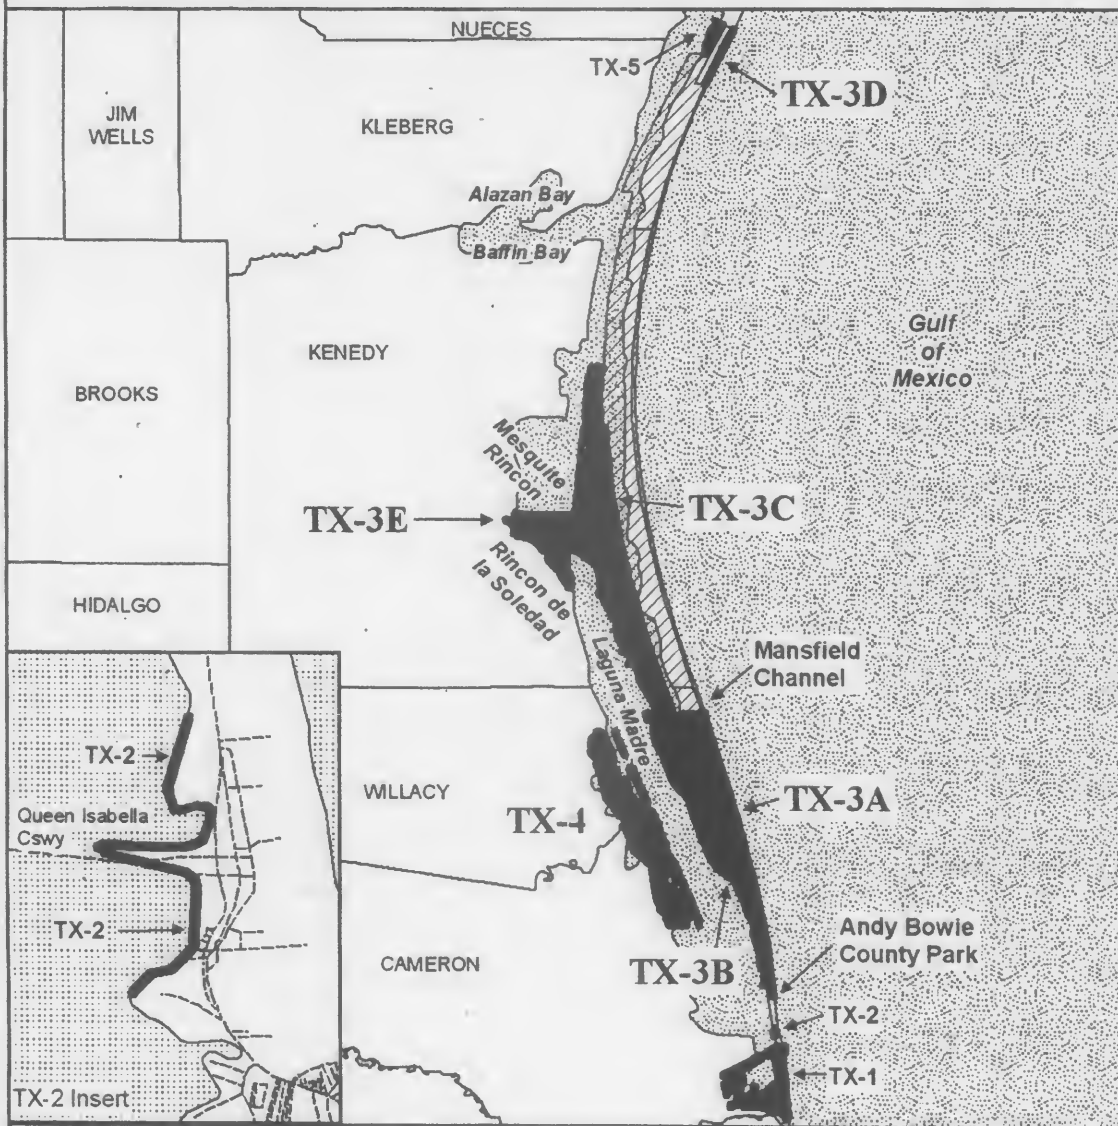 NUECES
TX-5
TX-3D
JIM
WELLS
KLEBERG
Alazan Bay
Baffin Bay
Gulf
of
Mexico
KENEDY
BROOKS
Mesquite
Rincon
TX-3E
TX-3C
Rincon de
la Soledad
HIDALGO
Mansfield
Channel
Laguna Madre
TX-2
WILLACY
TX-3A
Queen Isabella
Cswy
TX-4
TX-2
Andy Bowie
County Park
CAMERON
TX-3B
TX-2
TX-1
TX-2 Insert